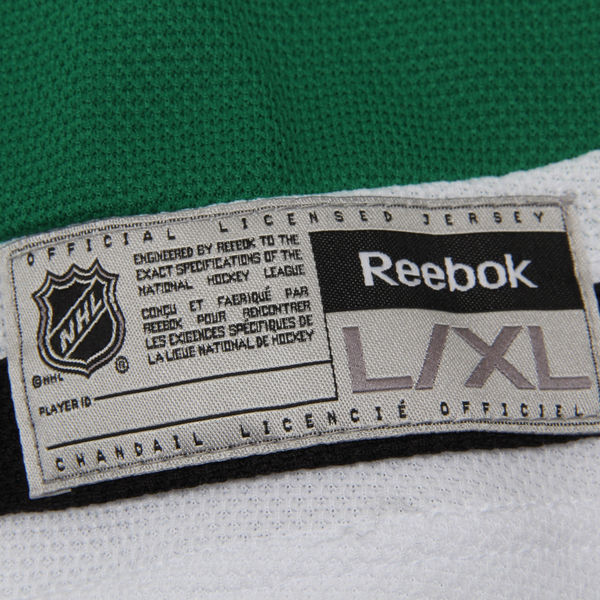 OFFICIAL LICENSED JERSEY
NHL
©NHL ®
ENGINEERED BY REEBOK TO THE
EXACT SPECIFICATIONS OF THE
NATIONAL HOCKEY LEAGUE
CONÇU ET FABRIQUÉ PAR
REEBOK POUR RENCONTRER
LES EXIGENCES SPÉCIFIQUES DE
LA LIGUE NATIONAL DE HOCKEY
PLAYER ID
Reebok
L/XL
CHANDAIL LICENCIÉ OFFICIEL